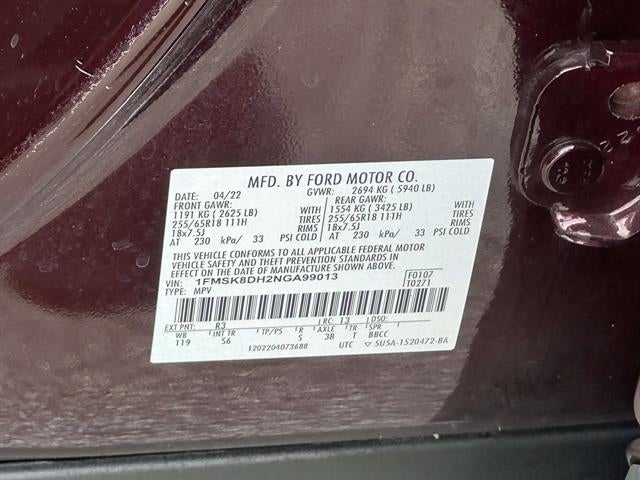 MFD. BY FORD MOTOR CO.
DATE: 04/22 GVWR: 2694 KG ( 5940 LB)
FRONT GAWR: REAR GAWR:
1191 KG ( 2625 LB) WITH 1554 KG ( 3425 LB) WITH
255/65R18 111H TIRES 255/65R18 111H TIRES
18x7.5J RIMS 18x7.5J RIMS
AT 230 kPa/ 33 PSI COLD AT 230 kPa/ 33 PSI COLD
THIS VEHICLE CONFORMS TO ALL APPLICABLE FEDERAL MOTOR
VEHICLE SAFETY AND THEFT PREVENTION STANDARDS IN EFFECT
ON THE DATE OF MANUFACTURE SHOWN ABOVE.
VIN: 1FMSK8DH2NGA99013 F0107
TYPE: MPV T0271
EXT PNT: R3 RC: 13
WB INT TR TP/PS R AXLE TR SPR
119 S6 S 3B T BBCC
1202204073688 UTC ▽ 5U5A-1520472-BA